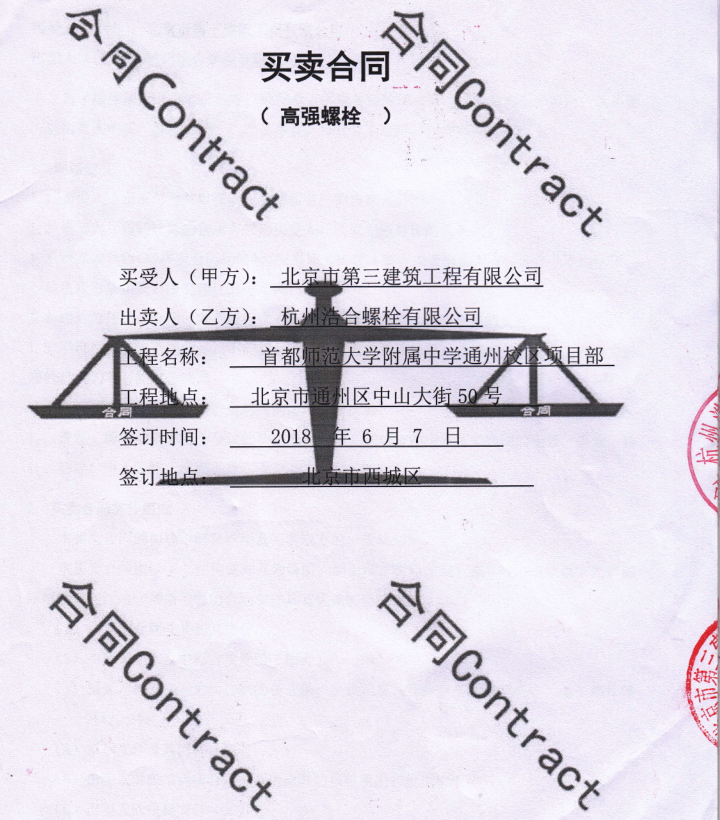 合同Contract
合同Contract
买卖合同
（ 高强螺栓 ）
买受人（甲方）： 北京市第三建筑工程有限公司
出卖人（乙方）： 杭州浩合螺栓有限公司
工程名称： 首都师范大学附属中学通州校区项目部
工程地点： 北京市通州区中山大街 50 号
合同
合同
签订时间： 2018 年 6 月 7 日
签订地点： 北京市西城区
杭州
京市第三
合同Contract
合同Contract